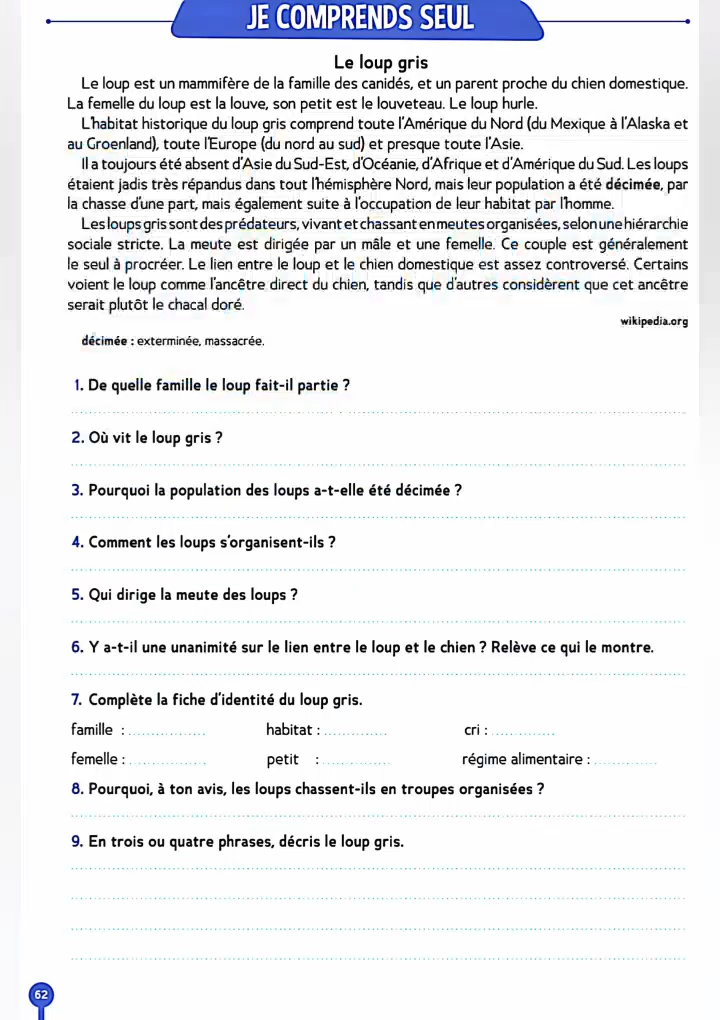 JE COMPRENDS SEUL
Le loup gris
Le loup est un mammifère de la famille des canidés, et un parent proche du chien domestique.
La femelle du loup est la louve, son petit est le louveteau. Le loup hurle.
L'habitat historique du loup gris comprend toute l'Amérique du Nord (du Mexique à l'Alaska et
au Groenland), toute l'Europe (du nord au sud) et presque toute l'Asie.
Il a toujours été absent d'Asie du Sud-Est, d'Océanie, d'Afrique et d'Amérique du Sud. Les loups
étaient jadis très répandus dans tout l'hémisphère Nord, mais leur population a été décimée, par
la chasse d'une part, mais également suite à l'occupation de leur habitat par l'homme.
Les loups gris sont des prédateurs, vivant et chassant en meutes organisées, selon une hiérarchie
sociale stricte. La meute est dirigée par un mâle et une femelle. Ce couple est généralement
le seul à procréer. Le lien entre le loup et le chien domestique est assez controversé. Certains
voient le loup comme l'ancêtre direct du chien, tandis que d'autres considèrent que cet ancêtre
serait plutôt le chacal doré.
wikipedia.org
décimée : exterminée, massacrée.
1. De quelle famille le loup fait-il partie ?
2. Où vit le loup gris ?
3. Pourquoi la population des loups a-t-elle été décimée ?
4. Comment les loups s'organisent-ils ?
5. Qui dirige la meute des loups ?
6. Y a-t-il une unanimité sur le lien entre le loup et le chien ? Relève ce qui le montre.
7. Complète la fiche d'identité du loup gris.
famille : habitat : cri :
femelle : petit : régime alimentaire :
8. Pourquoi, à ton avis, les loups chassent-ils en troupes organisées ?
9. En trois ou quatre phrases, décris le loup gris.
62